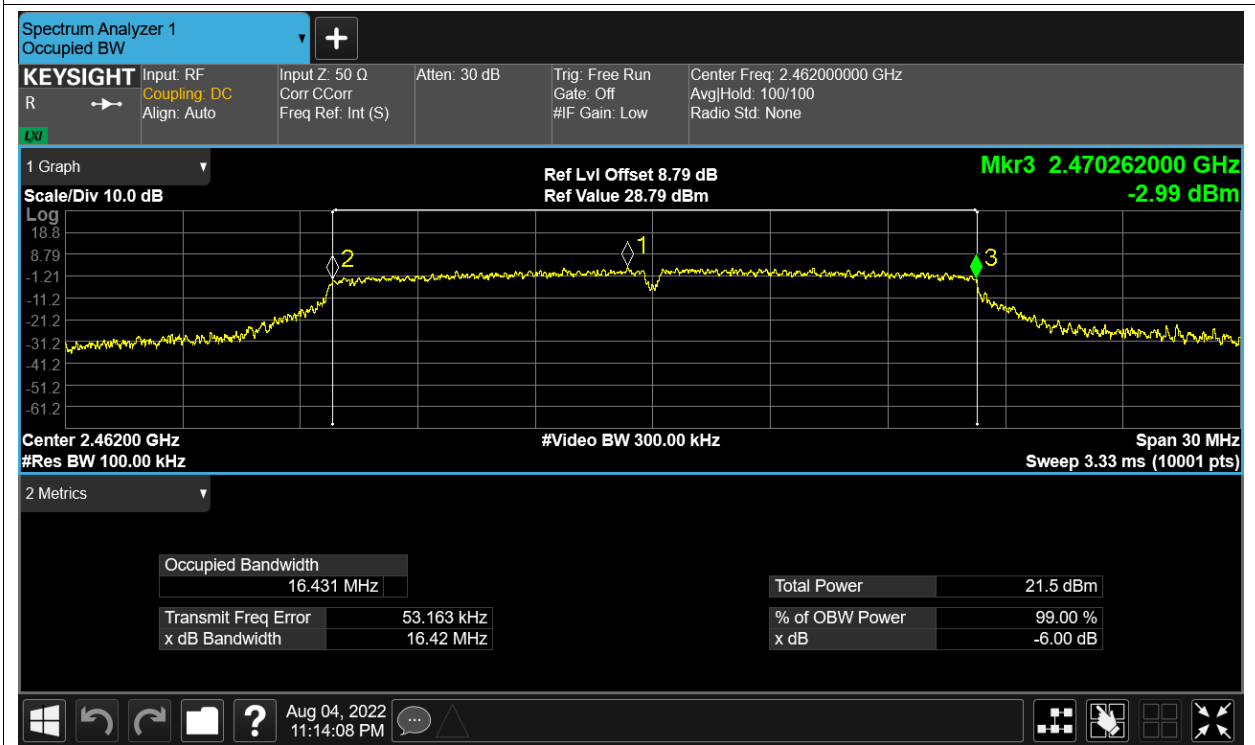 Spectrum Analyzer 1
Occupied BW
KEYSIGHT
R
LXI
Input: RF
Coupling: DC
Align: Auto
Input Z: 50 Ω
Corr CCorr
Freq Ref: Int (S)
Atten: 30 dB
Trig: Free Run
Gate: Off
#IF Gain: Low
Center Freq: 2.462000000 GHz
Avg|Hold: 100/100
Radio Std: None
1 Graph
Scale/Div 10.0 dB
Ref Lvl Offset 8.79 dB
Ref Value 28.79 dBm
Mkr3 2.470262000 GHz
-2.99 dBm
Log
18.8
8.79
-1.21
-11.2
-21.2
-31.2
-41.2
-51.2
-61.2
2
1
3
Center 2.46200 GHz
#Res BW 100.00 kHz
#Video BW 300.00 kHz
Span 30 MHz
Sweep 3.33 ms (10001 pts)
2 Metrics
Occupied Bandwidth
16.431 MHz
Transmit Freq Error 53.163 kHz
x dB Bandwidth 16.42 MHz
Total Power 21.5 dBm
% of OBW Power 99.00 %
x dB -6.00 dB
?
Aug 04, 2022
11:14:08 PM